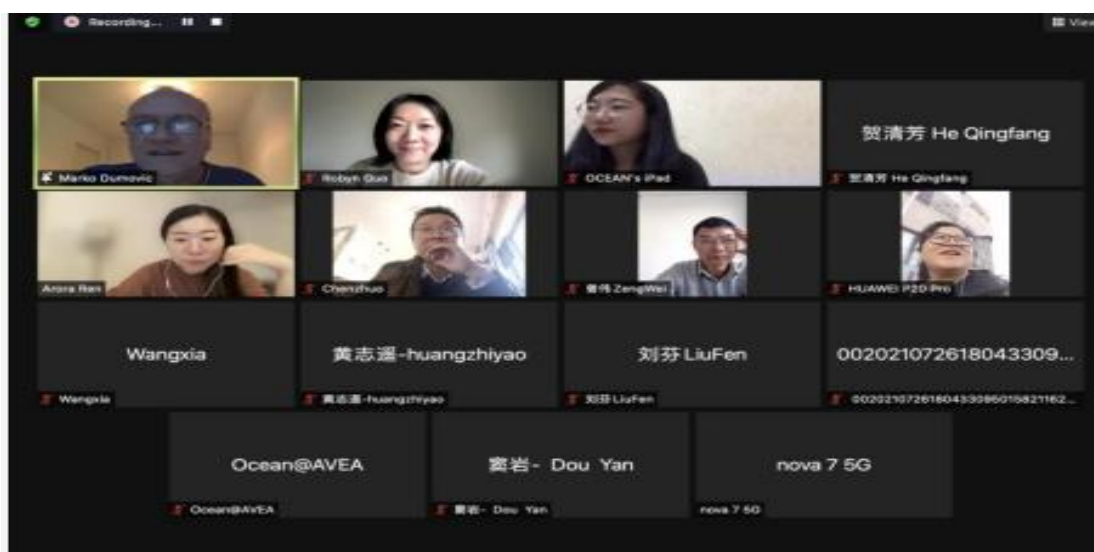 Recording...
View
Marko Dumovic
Robyn Guo
OCEAN's iPad
贺清芳 He Qingfang
贺清芳 He Qingfang
Arora Ren
Chenzhuo
曾伟 ZengWei
HUAWEI P20 Pro
Wangxia
Wangxia
黄志遥-huangzhiyao
黄志遥-huangzhiyao
刘芬 LiuFen
刘芬 LiuFen
002021072618043309...
Ocean@AVEA
Ocean@AVEA
窦岩- Dou Yan
窦岩- Dou Yan
nova 7 5G
nova 7 5G